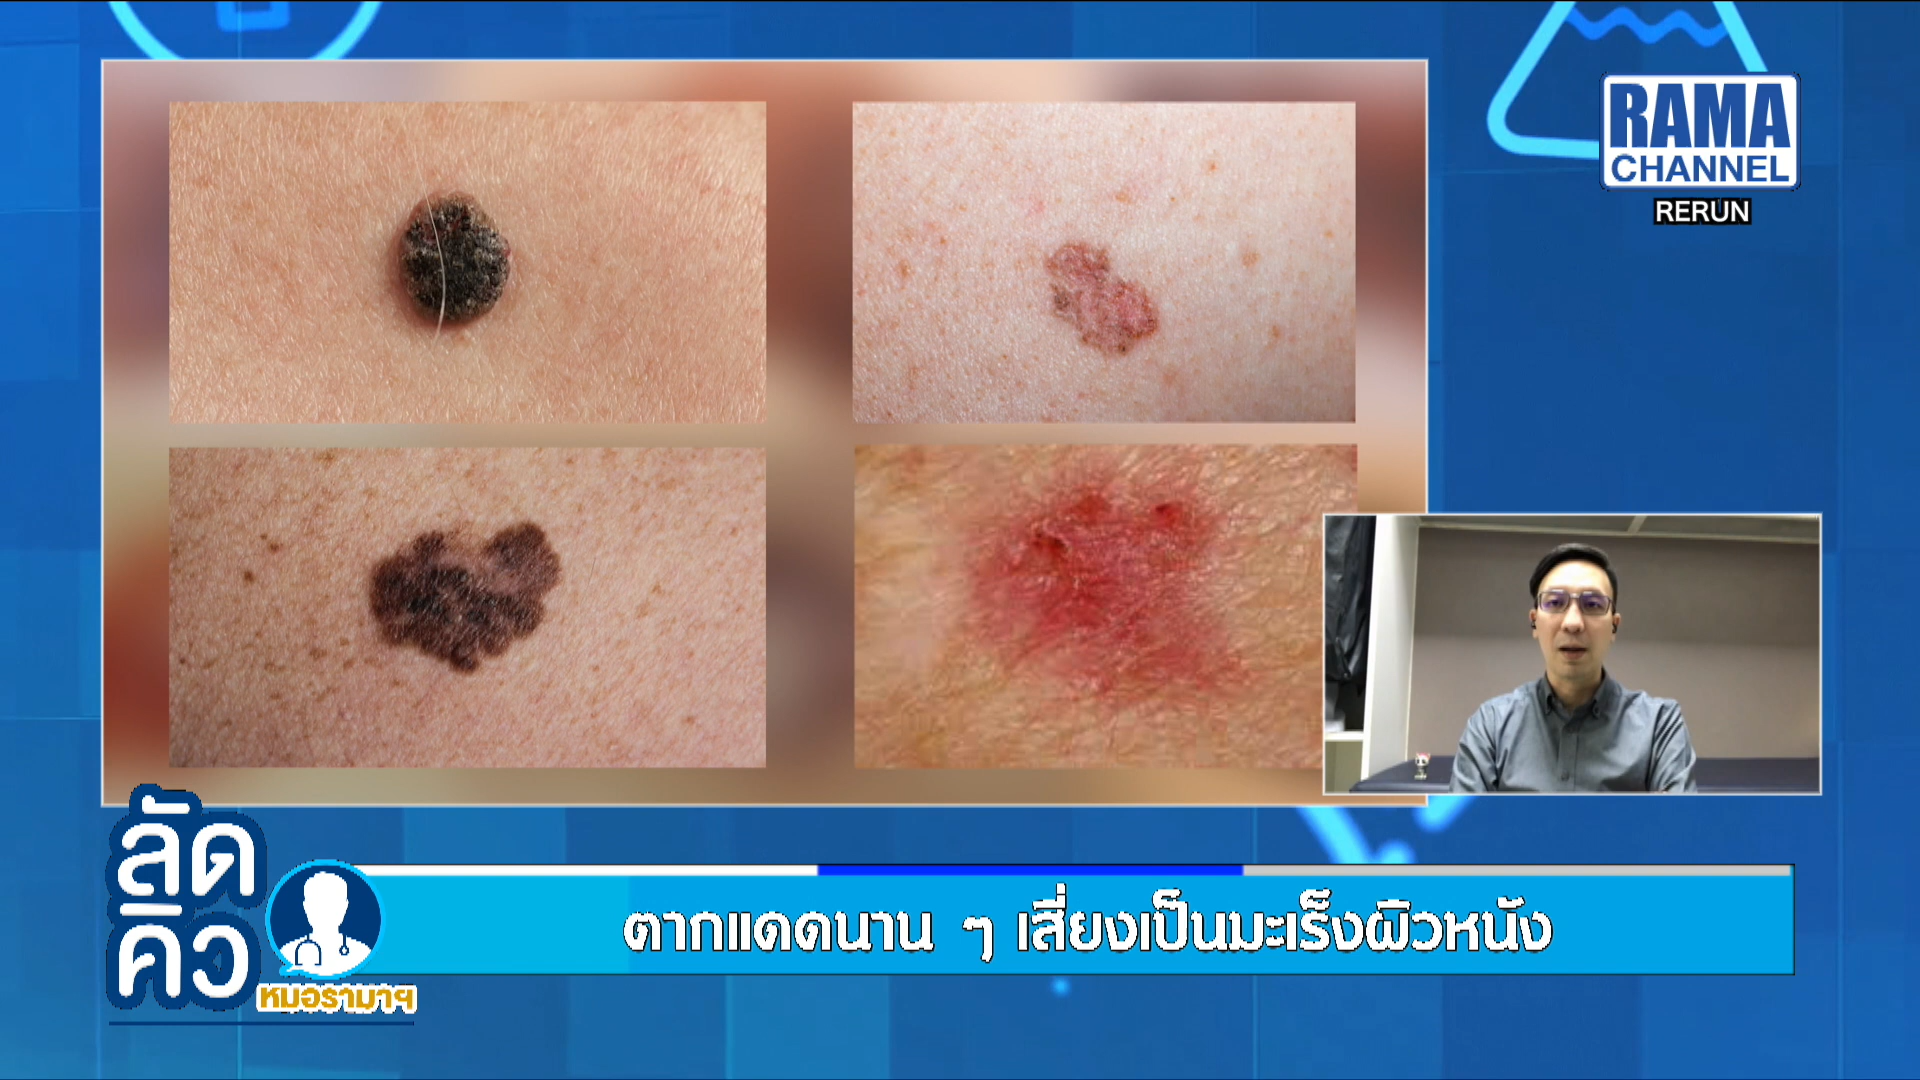 RAMA
CHANNEL
RERUN
ลัด
คิว
หมอรามาฯ
ตากแดดนาน ๆ เสี่ยงเป็นมะเร็งผิวหนัง